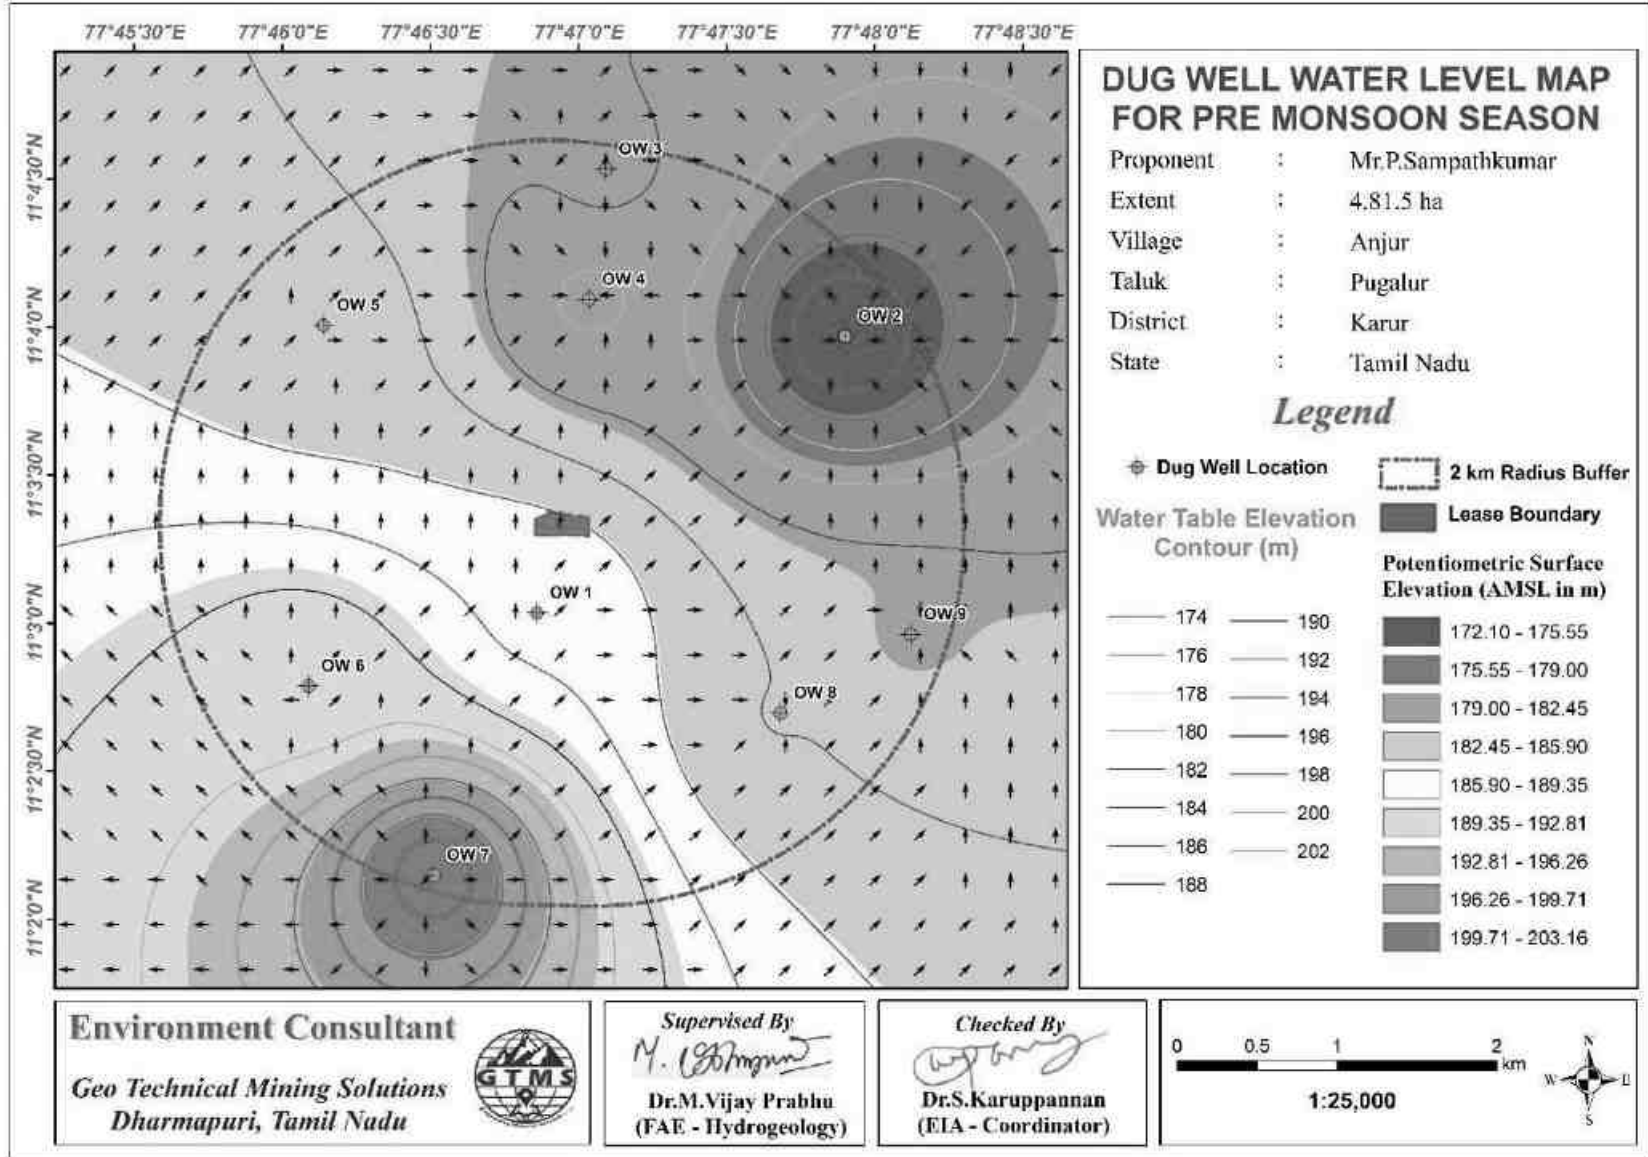 77°45'30"E 77°46'0"E 77°46'30"E 77°47'0"E 77°47'30"E 77°48'0"E 77°48'30"E
11°4'30"N
11°4'0"N
11°3'30"N
11°3'0"N
11°2'30"N
11°2'0"N
OW 3
OW 4
OW 5
OW 2
OW 1
OW 9
OW 6
OW 8
OW 7
DUG WELL WATER LEVEL MAP
FOR PRE MONSOON SEASON
Proponent : Mr.P.Sampathkumar
Extent : 4.81.5 ha
Village : Anjur
Taluk : Pugalur
District : Karur
State : Tamil Nadu
Legend
Dug Well Location
2 km Radius Buffer
Lease Boundary
Water Table Elevation
Contour (m)
174
176
178
180
182
184
186
188
190
192
194
196
198
200
202
Potentiometric Surface
Elevation (AMSL in m)
172.10 - 175.55
175.55 - 179.00
179.00 - 182.45
182.45 - 185.90
185.90 - 189.35
189.35 - 192.81
192.81 - 196.26
196.26 - 199.71
199.71 - 203.16
Environment Consultant
Geo Technical Mining Solutions
Dharmapuri, Tamil Nadu
GTMS
Supervised By
Dr.M.Vijay Prabhu
(FAE - Hydrogeology)
Checked By
Dr.S.Karuppannan
(EIA - Coordinator)
0 0.5 1 2
km
1:25,000
N
W E
S